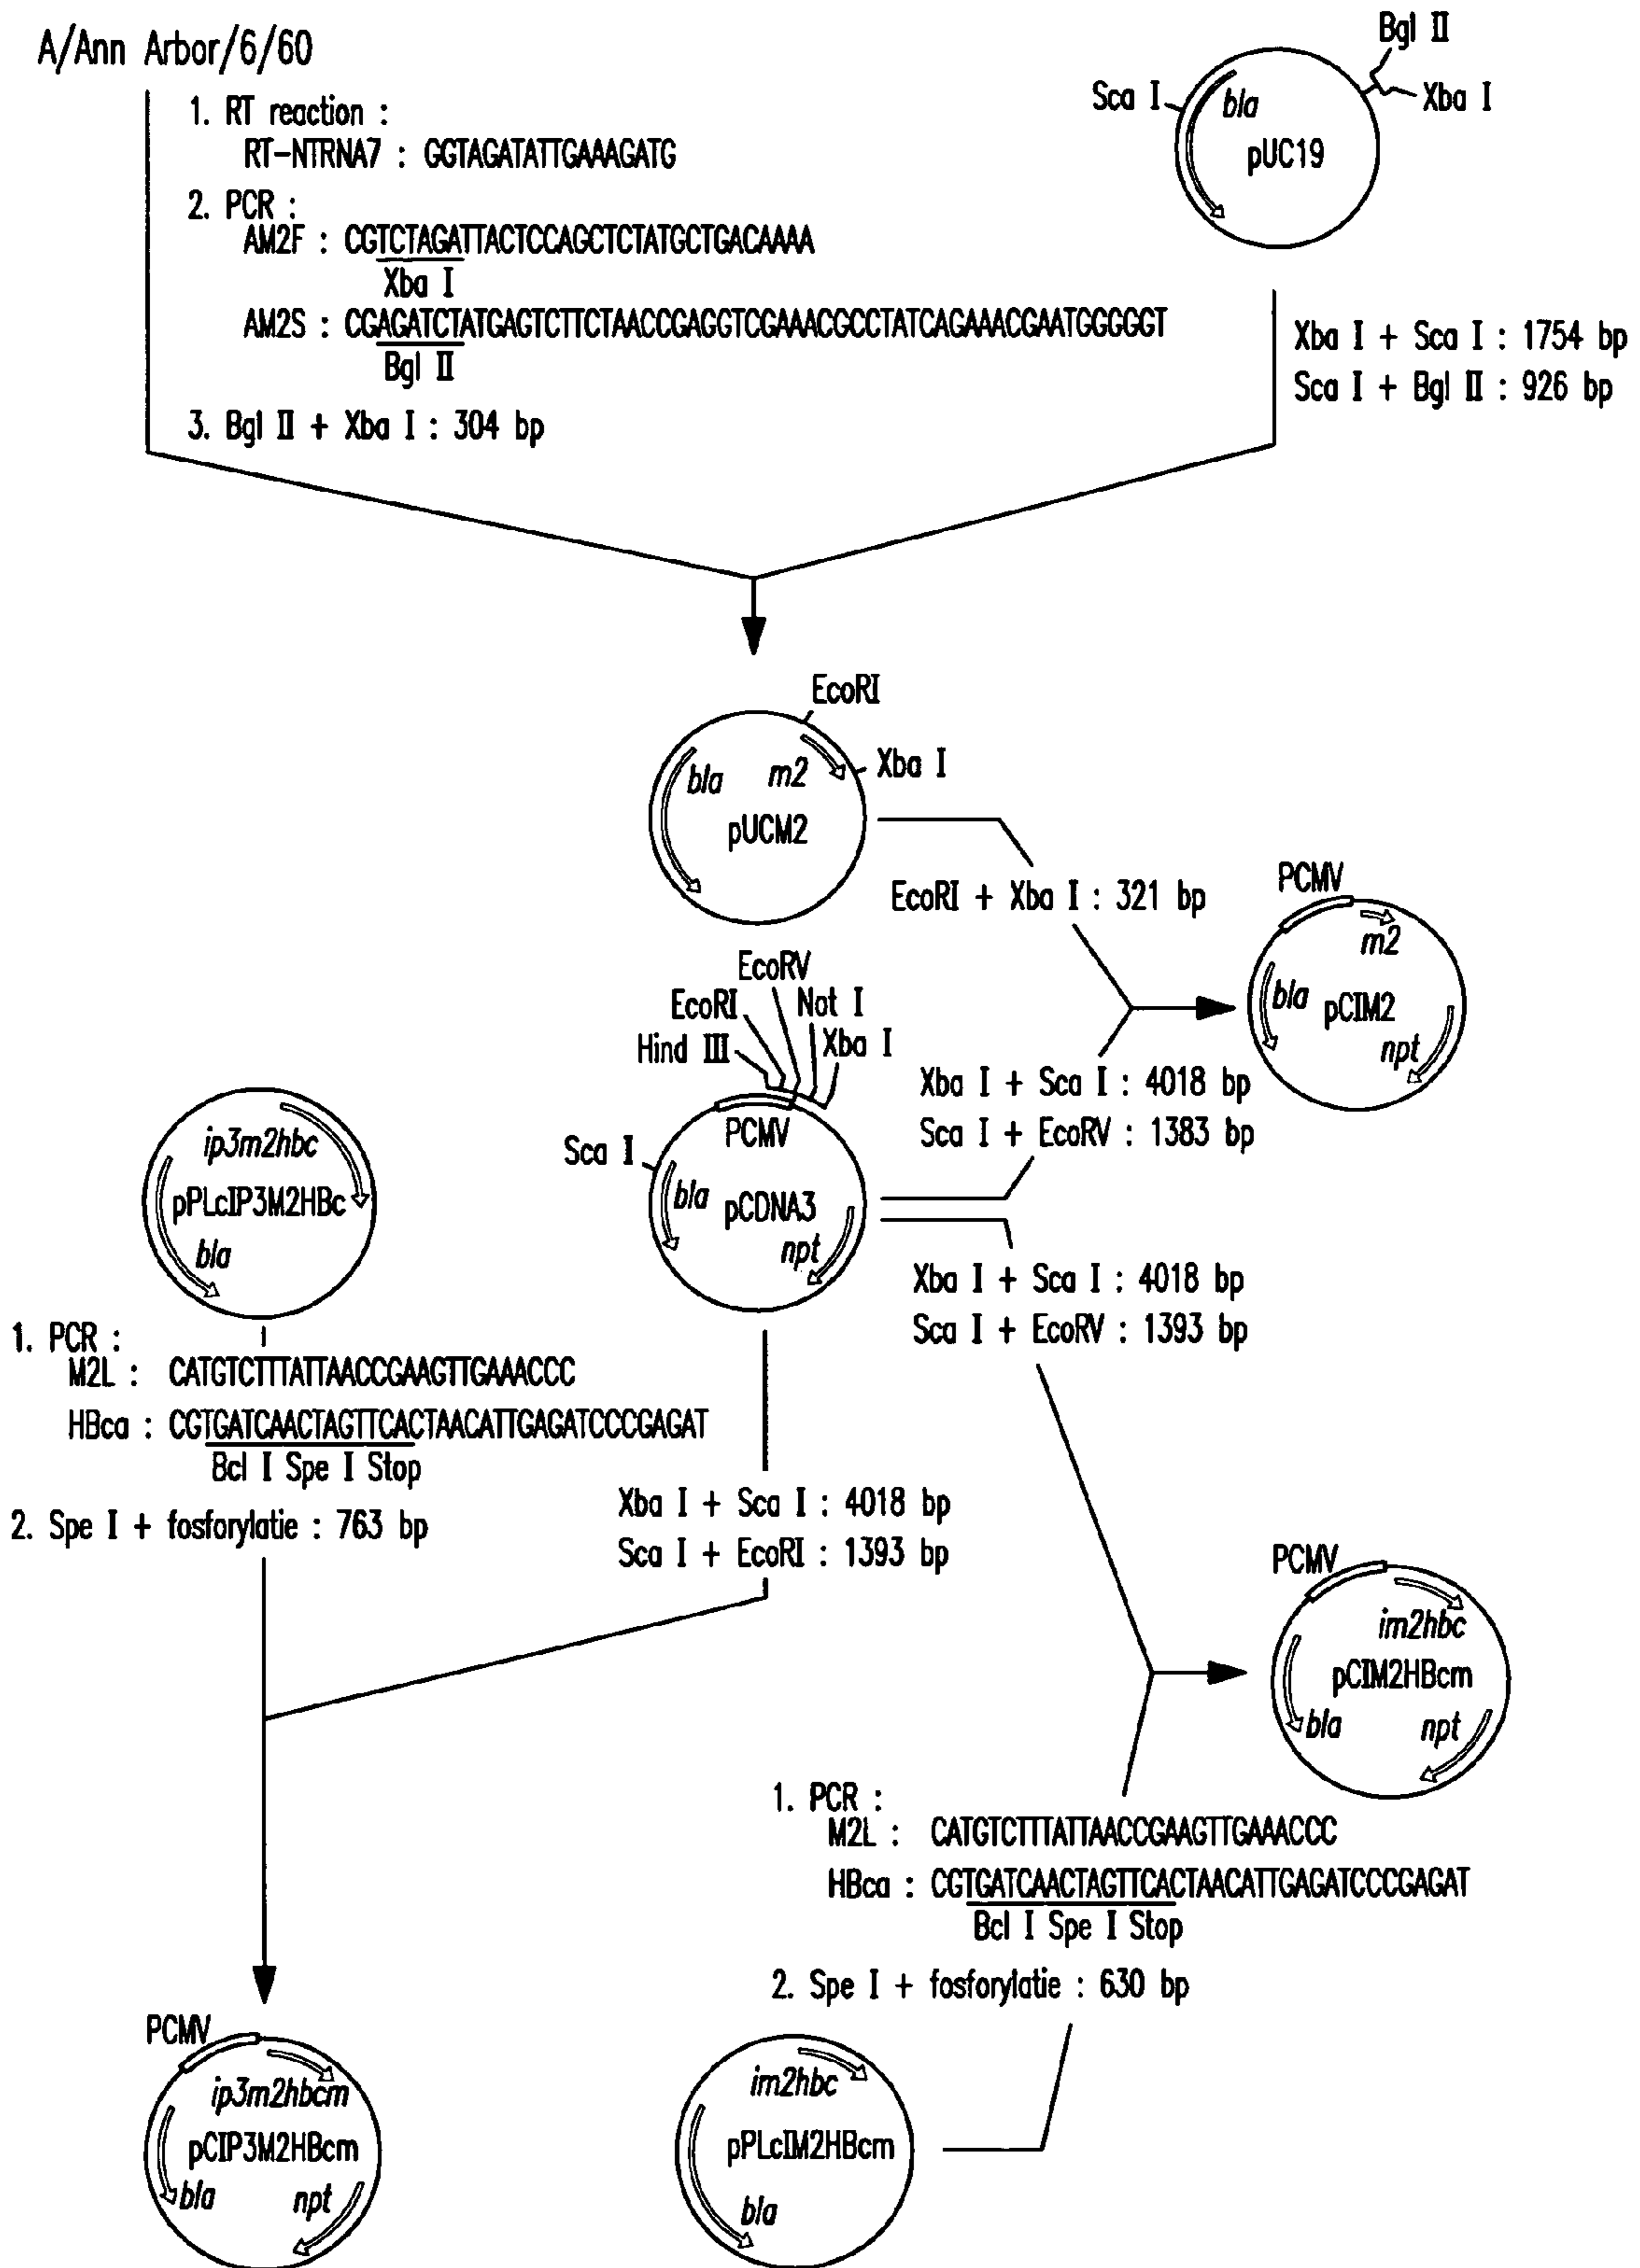 A/Ann Arbor/6/60
1. RT reaction :
RT-NTRNA7 : GGTAGATATTGAAAGATG
2. PCR :
AM2F : CGTCTAGATTACTCCAGCTCTATGCTGACAAAA
Xba I
AM2S : CGAGATCTATGAGTCTTCTAACCGAGGTCGAAACGCCTATCAGAAACGAATGGGGGT
Bgl II
3. Bgl II + Xba I : 304 bp
Bgl II
Sca I
Xba I
bla
pUC19
Xba I + Sca I : 1754 bp
Sca I + Bgl II : 926 bp
EcoRI
Xba I
bla
m2
pUCM2
EcoRI + Xba I : 321 bp
PCMV
m2
bla
pCIM2
npt
EcoRV
EcoRI
Not I
Hind III
Xba I
PCMV
Sca I
bla
pCDNA3
npt
Xba I + Sca I : 4018 bp
Sca I + EcoRV : 1383 bp
Xba I + Sca I : 4018 bp
Sca I + EcoRV : 1393 bp
ip3m2hbc
pPLcIP3M2HBc
bla
1. PCR :
M2L : CATGTCTTTATTAACCGAAGTTGAAACCC
HBca : CGTGATCAACTAGTTCACTAACATTGAGATCCCGAGAT
Bcl I Spe I Stop
2. Spe I + fosforylatie : 763 bp
Xba I + Sca I : 4018 bp
Sca I + EcoRI : 1393 bp
PCMV
im2hbc
pCIM2HBcm
bla
npt
1. PCR :
M2L : CATGTCTTTATTAACCGAAGTTGAAACCC
HBca : CGTGATCAACTAGTTCACTAACATTGAGATCCCGAGAT
Bcl I Spe I Stop
2. Spe I + fosforylatie : 630 bp
PCMV
ip3m2hbcm
pCIP3M2HBcm
bla
npt
im2hbc
pPLcIM2HBcm
bla